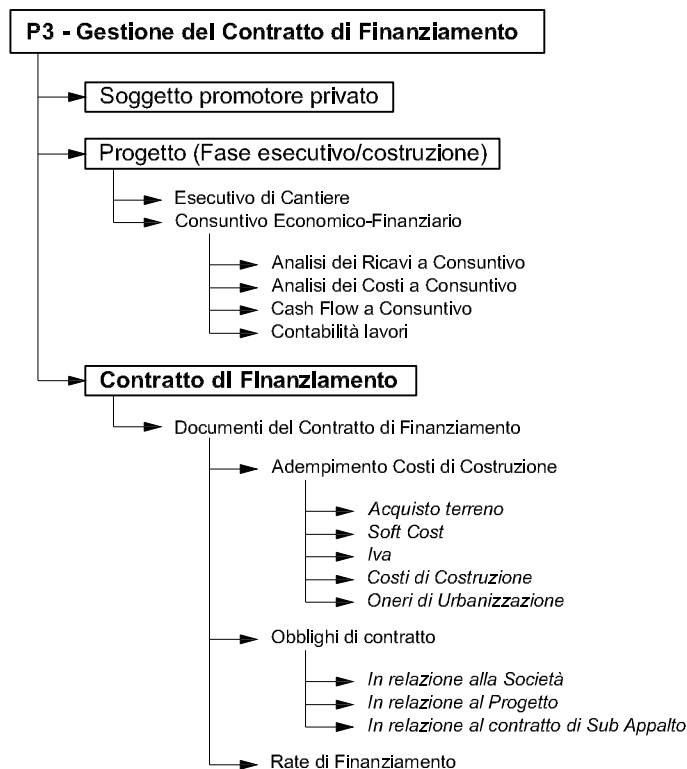 P3 - Gestione del Contratto di Finanziamento
Soggetto promotore privato
Progetto (Fase esecutivo/costruzione)
Esecutivo di Cantiere
Consuntivo Economico-Finanziario
Analisi dei Ricavi a Consuntivo
Analisi dei Costi a Consuntivo
Cash Flow a Consuntivo
Contabilità lavori
Contratto di Finanziamento
Documenti del Contratto di Finanziamento
Adempimento Costi di Costruzione
Acquisto terreno
Soft Cost
Iva
Costi di Costruzione
Oneri di Urbanizzazione
Obblighi di contratto
In relazione alla Società
In relazione al Progetto
In relazione al contratto di Sub Appalto
Rate di Finanziamento